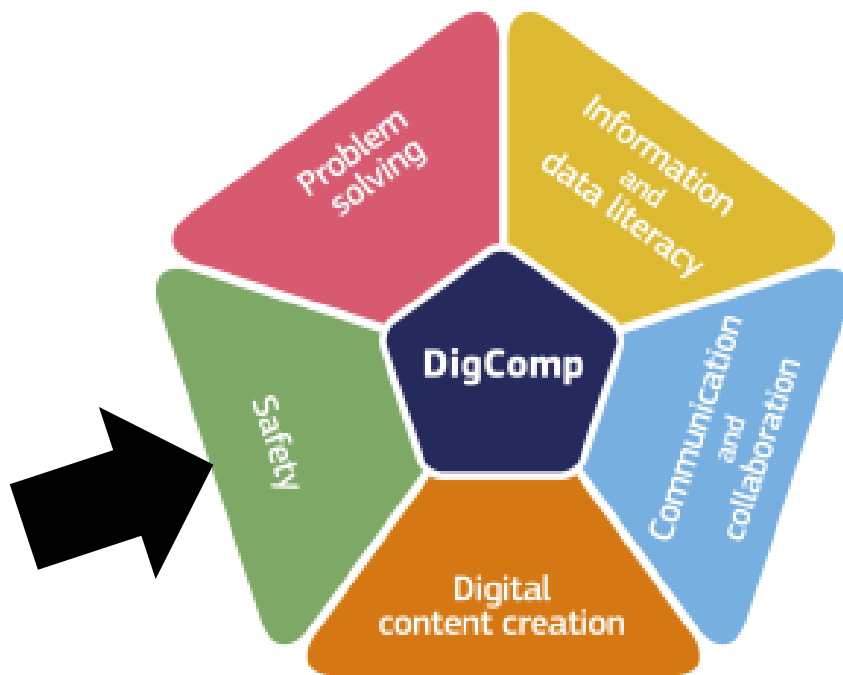 Problem
solving
Information
and
data literacy
DigComp
Safety
Communication
and
collaboration
Digital
content creation